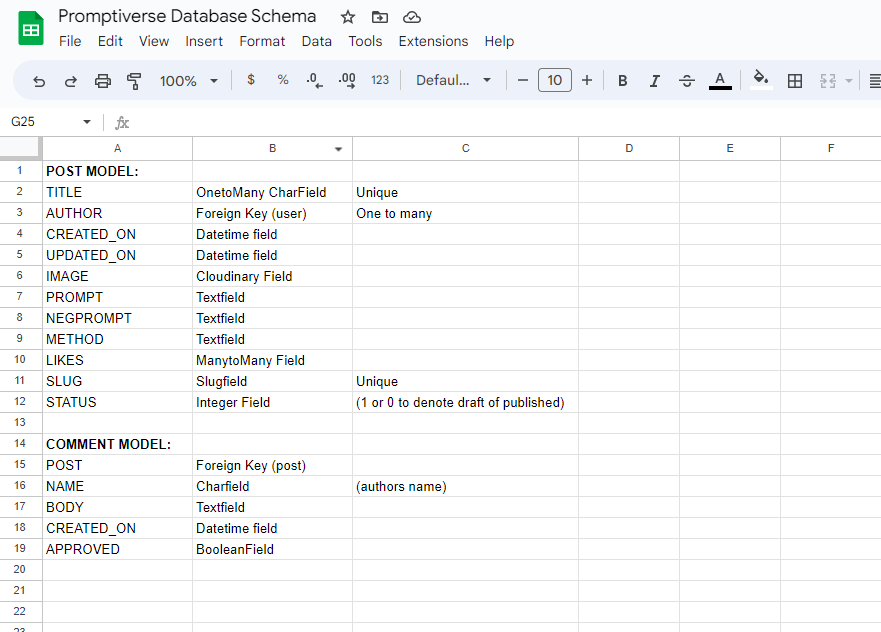 Promptiverse Database Schema
File Edit View Insert Format Data Tools Extensions Help
100% $ % .0 .00 123 Defaul... − 10 + B I S A
G25 fx
A B C D E F
1 POST MODEL:
2 TITLE OnetoMany CharField Unique
3 AUTHOR Foreign Key (user) One to many
4 CREATED_ON Datetime field
5 UPDATED_ON Datetime field
6 IMAGE Cloudinary Field
7 PROMPT Textfield
8 NEGPROMPT Textfield
9 METHOD Textfield
10 LIKES ManytoMany Field
11 SLUG Slugfield Unique
12 STATUS Integer Field (1 or 0 to denote draft of published)
13
14 COMMENT MODEL:
15 POST Foreign Key (post)
16 NAME Charfield (authors name)
17 BODY Textfield
18 CREATED_ON Datetime field
19 APPROVED BooleanField
20
21
22
23